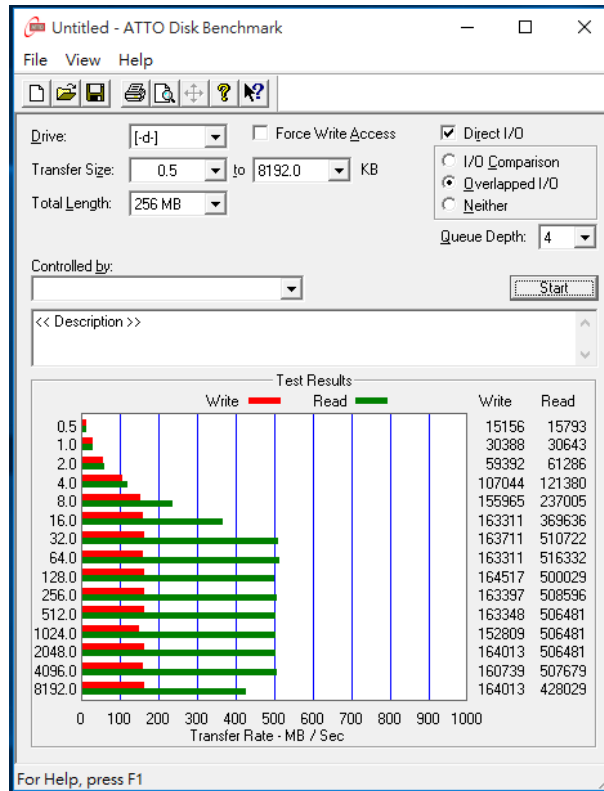 Untitled - ATTO Disk Benchmark
File View Help
Drive: [-d-] Force Write Access Direct I/O
Transfer Size: 0.5 to 8192.0 KB I/O Comparison
Overlapped I/O
Total Length: 256 MB Neither
Queue Depth: 4
Controlled by:
Start
<< Description >>
Test Results
Write Read Write Read
0.5 15156 15793
1.0 30388 30643
2.0 59392 61286
4.0 107044 121380
8.0 155965 237005
16.0 163311 369636
32.0 163711 510722
64.0 163311 516332
128.0 164517 500029
256.0 163397 508596
512.0 163348 506481
1024.0 152809 506481
2048.0 164013 506481
4096.0 160739 507679
8192.0 164013 428029
0 100 200 300 400 500 600 700 800 900 1000
Transfer Rate - MB / Sec
For Help, press F1